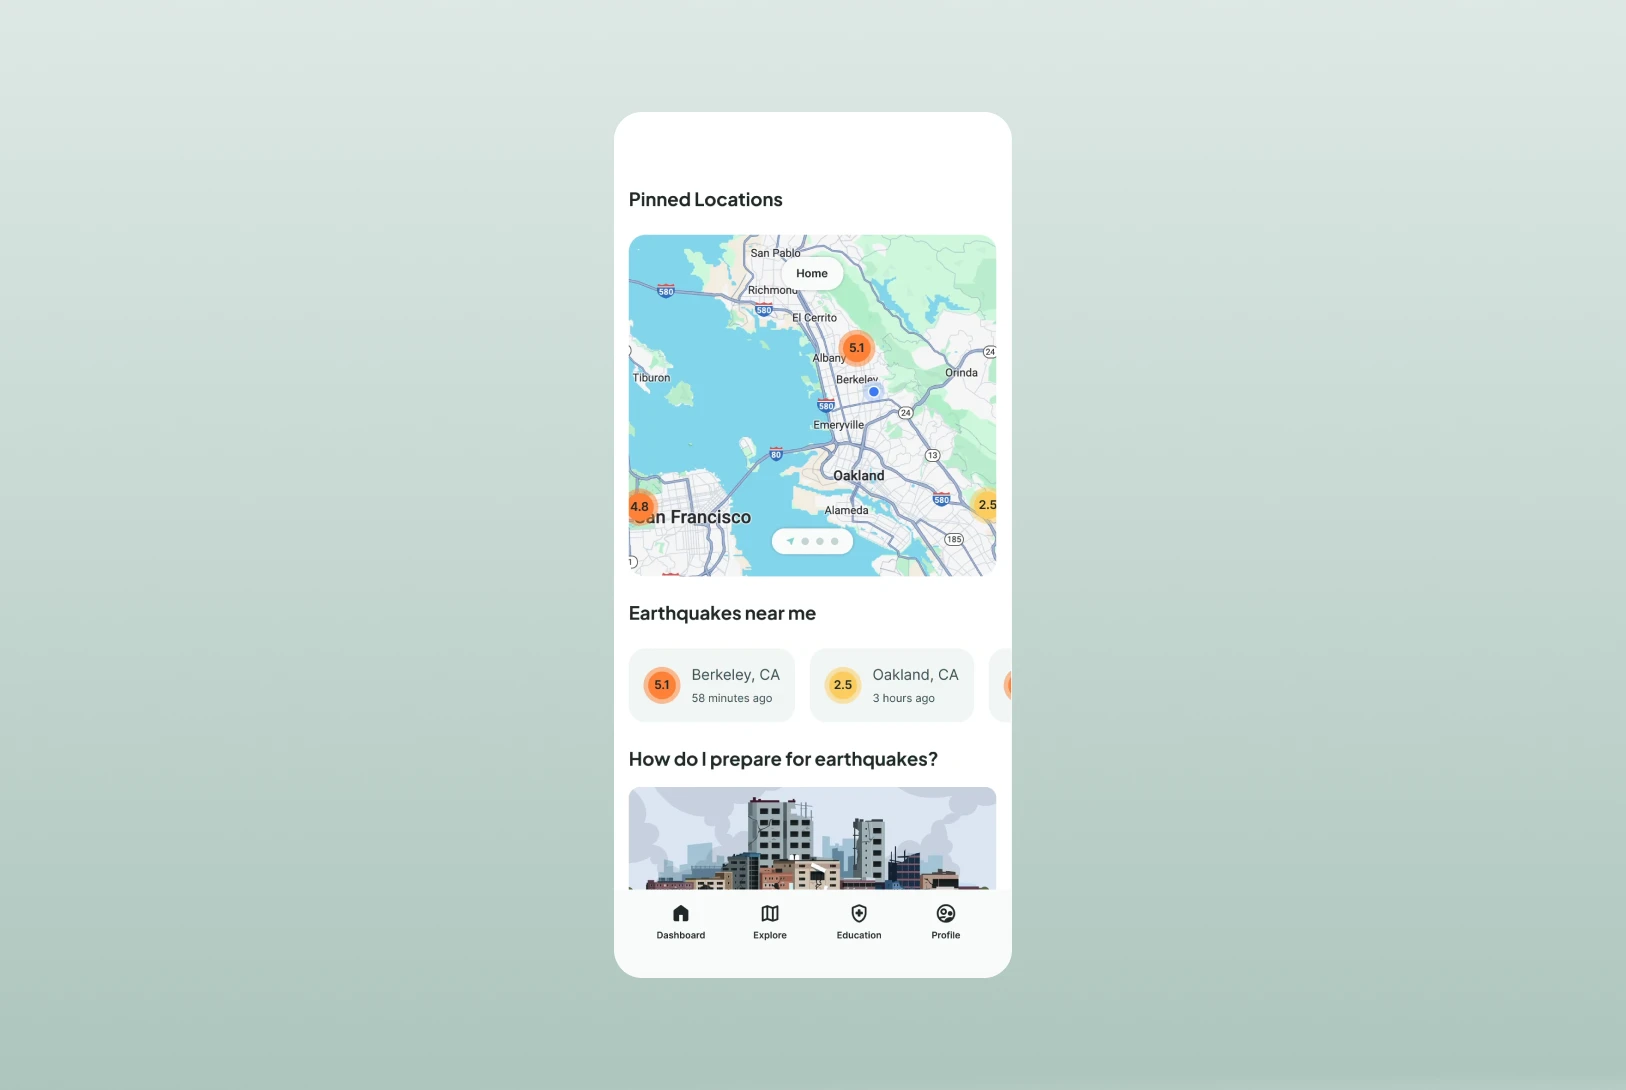 Pinned Locations
San Pablo
Home
580
Richmond
580
El Cerrito
5.1
24
Albany
Orinda
Tiburon
Berkeley
580
24
Emeryville
13
80
Oakland
580
4.8
2.5
Alameda
San Francisco
185
1
Earthquakes near me
5.1
Berkeley, CA
58 minutes ago
2.5
Oakland, CA
3 hours ago
How do I prepare for earthquakes?
Dashboard
Explore
Education
Profile